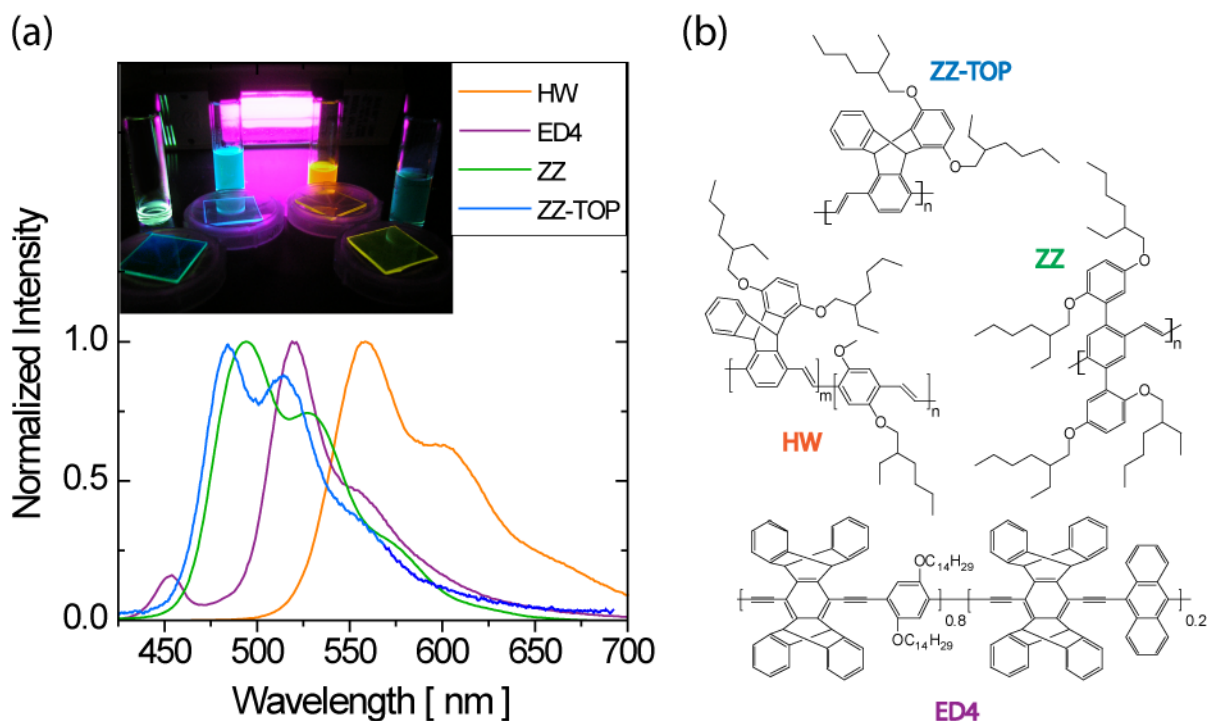 (a)
HW
ED4
ZZ
ZZ-TOP
Normalized Intensity
1.0
0.5
0.0
450 500 550 600 650 700
Wavelength [ nm ]
(b)
ZZ-TOP
O
O
n
ZZ
O
O
n
O
O
HW
O
O
O
m
n
O
OC14H29
OC14H29
0.8
0.2
ED4